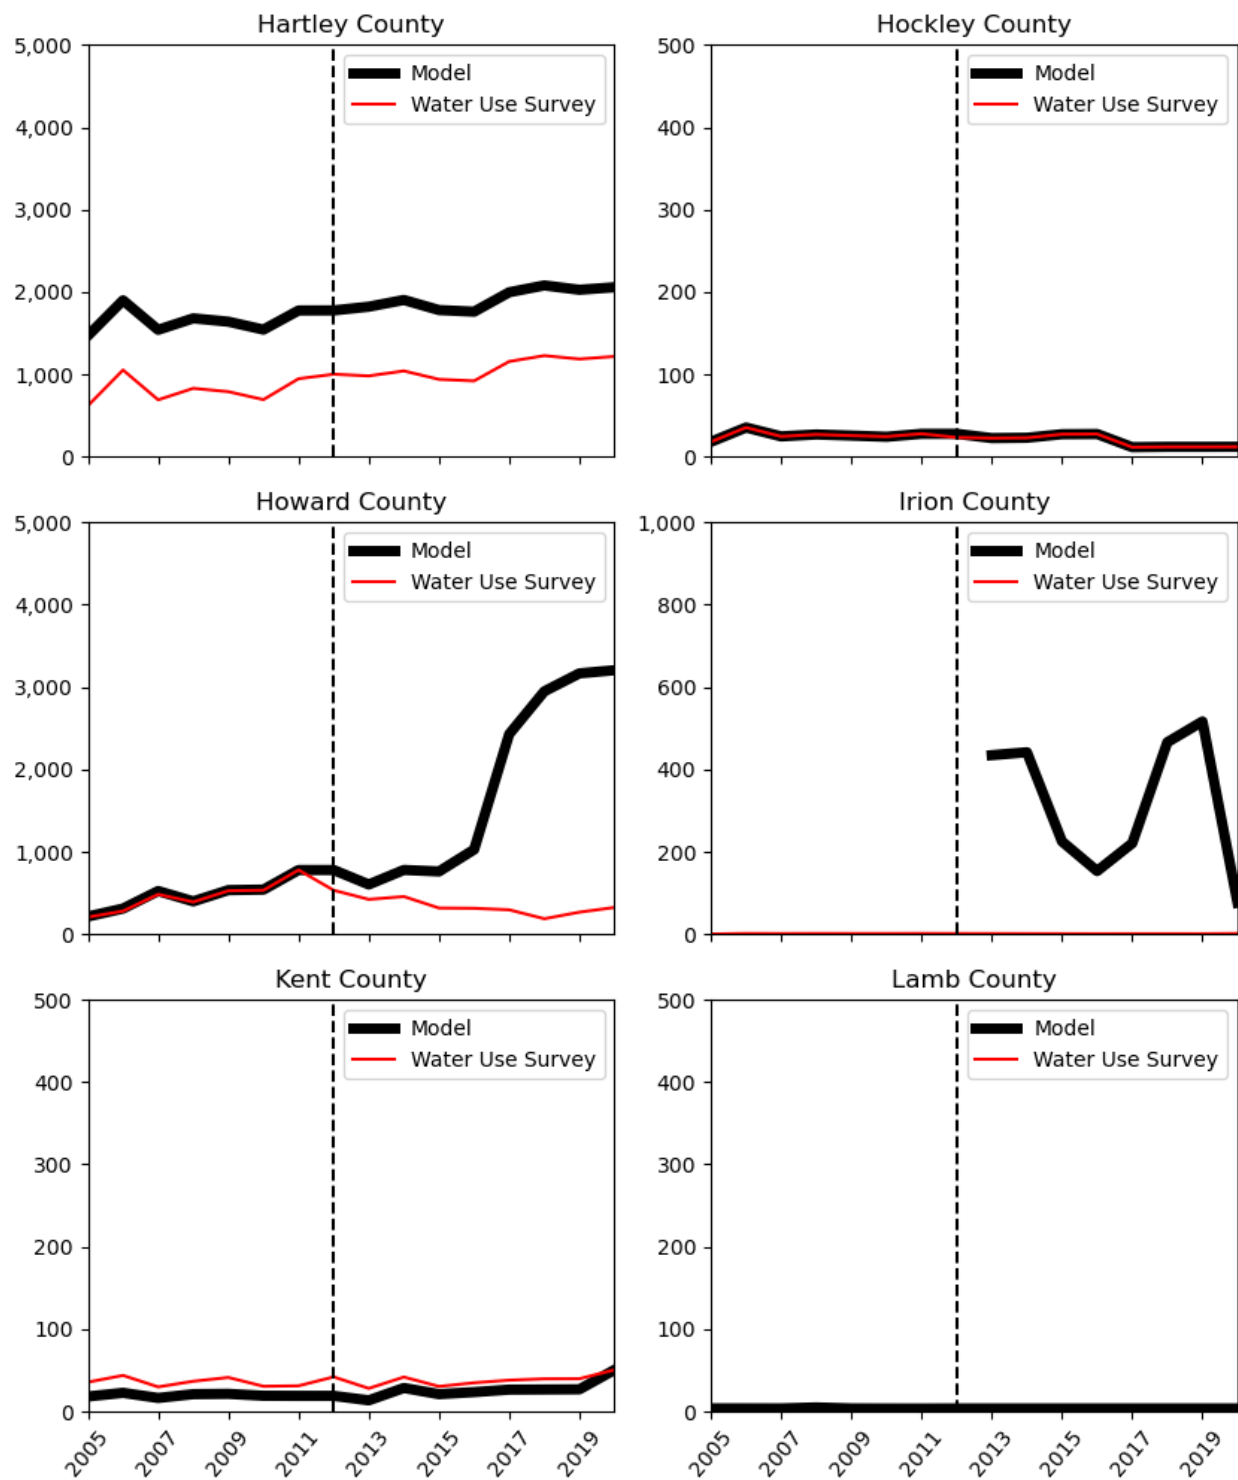 Hartley County
5,000
4,000
3,000
2,000
1,000
0
Model
Water Use Survey
Hockley County
500
400
300
200
100
0
Model
Water Use Survey
Howard County
5,000
4,000
3,000
2,000
1,000
0
Model
Water Use Survey
Irion County
1,000
800
600
400
200
0
Model
Water Use Survey
Kent County
500
400
300
200
100
0
Model
Water Use Survey
2005
2007
2009
2011
2013
2015
2017
2019
Lamb County
500
400
300
200
100
0
Model
Water Use Survey
2005
2007
2009
2011
2013
2015
2017
2019